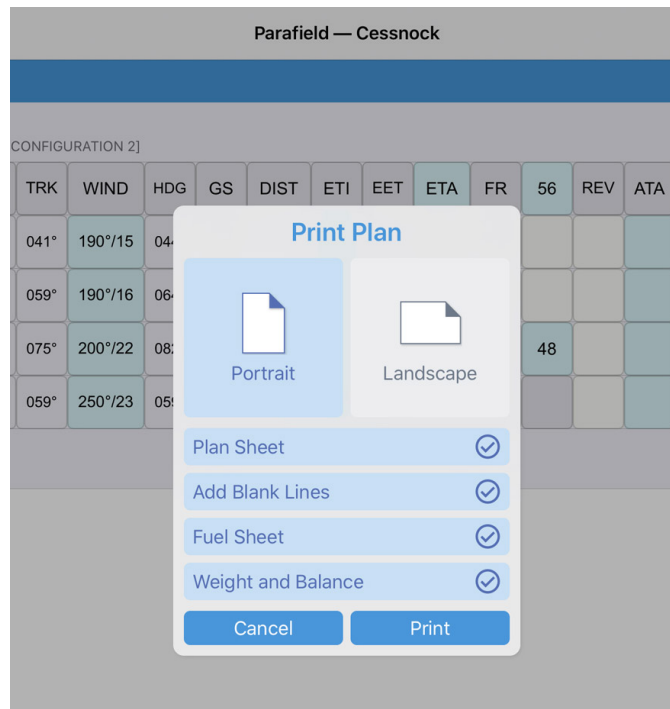 Parafield — Cessnock
CONFIGURATION 2]
TRK WIND HDG GS DIST ETI EET ETA FR 56 REV ATA
Print Plan
041° 190°/15
059° 190°/16
075° 200°/22 48
059° 250°/23
Portrait Landscape
Plan Sheet
Add Blank Lines
Fuel Sheet
Weight and Balance
Cancel Print